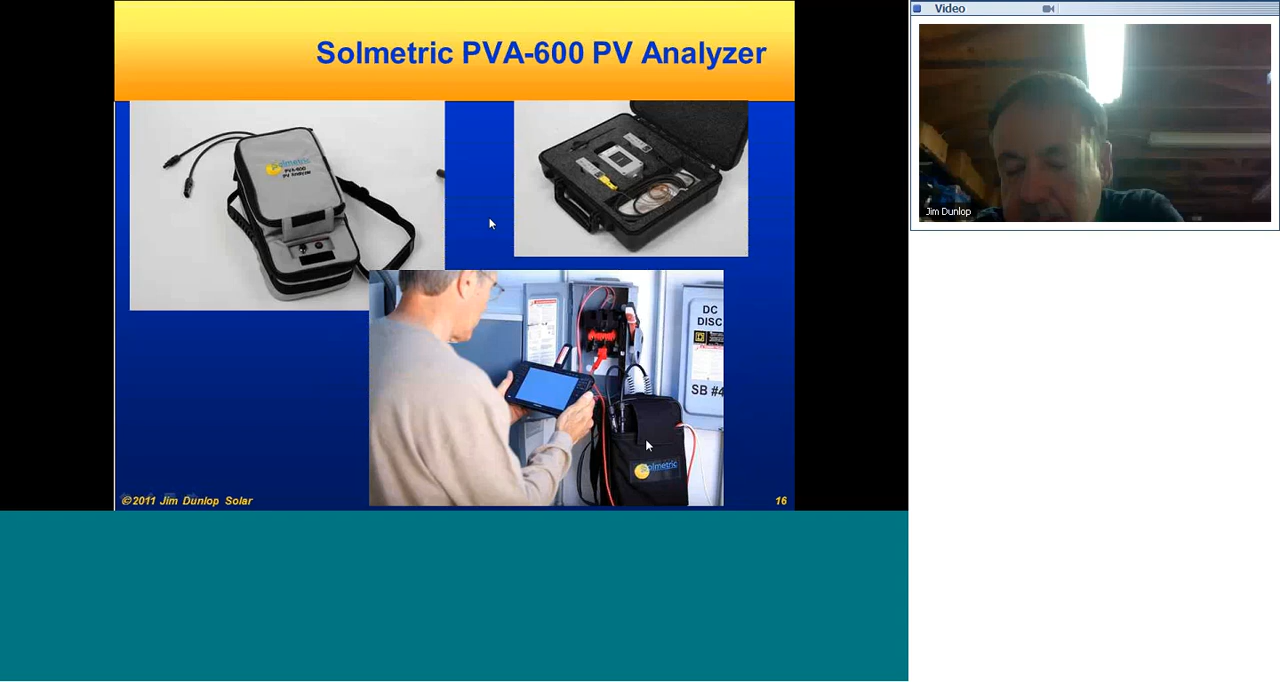 Solmetric PVA-600 PV Analyzer
Solmetric
PVA-600
PV Analyzer
DC
DISC
SB #4
Solmetric
©2011 Jim Dunlop Solar
16
Video
Jim Dunlop